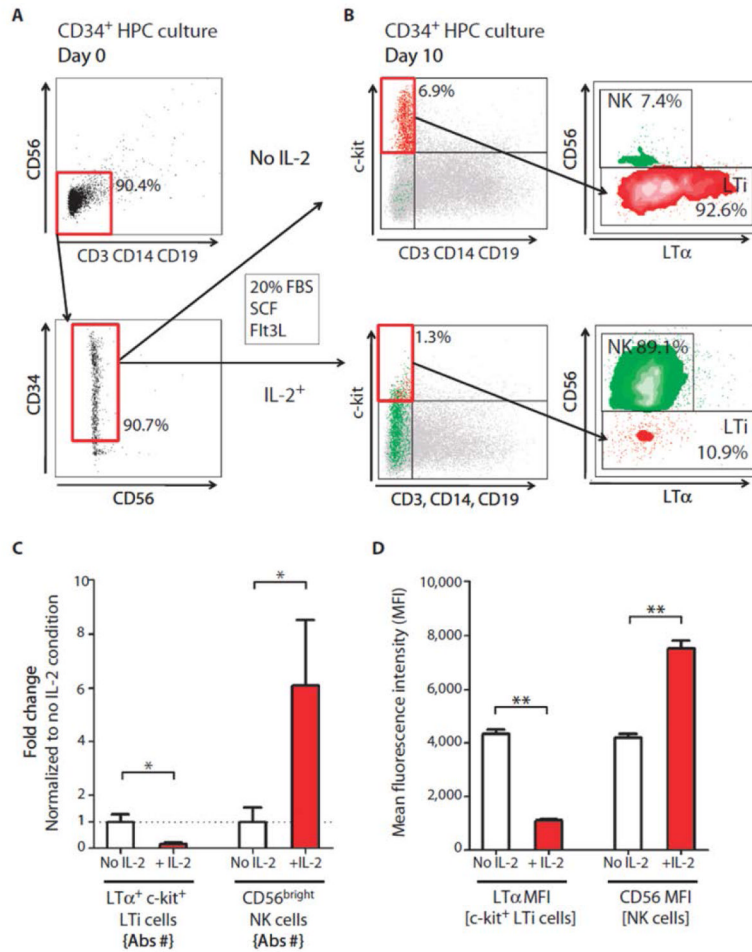 A
CD34+ HPC culture
Day 0
CD56
90.4%
CD3 CD14 CD19
No IL-2
20% FBS
SCF
Flt3L
IL-2+
CD34
90.7%
CD56
B
CD34+ HPC culture
Day 10
c-kit
6.9%
CD3 CD14 CD19
CD56
NK 7.4%
LTi
92.6%
LTα
c-kit
1.3%
CD3, CD14, CD19
CD56
NK 89.1%
LTi
10.9%
LTα
C
Fold change
Normalized to no IL-2 condition
10
8
6
4
2
1
0
*
*
No IL-2 + IL-2 No IL-2 +IL-2
LTα+ c-kit+
LTi cells
{Abs #}
CD56bright
NK cells
{Abs #}
D
Mean fluorescence intensity (MFI)
10,000
8,000
6,000
4,000
2,000
0
**
**
No IL-2 + IL-2 No IL-2 + IL-2
LTα MFI
[c-kit+ LTi cells]
CD56 MFI
[NK cells]